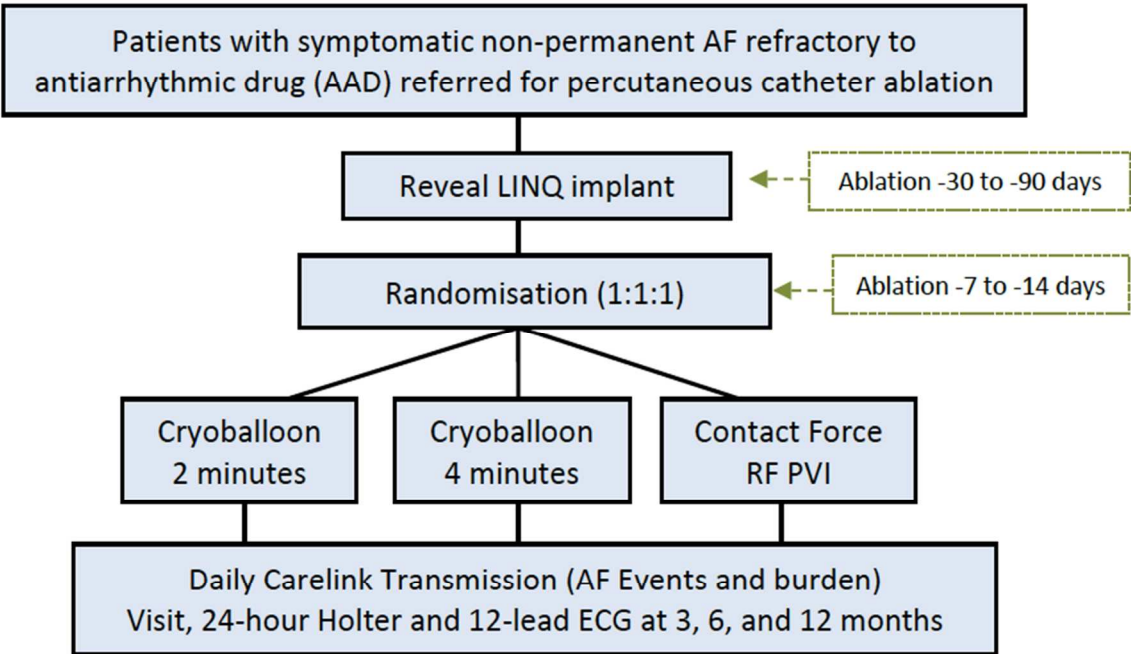 Patients with symptomatic non-permanent AF refractory to
antiarrhythmic drug (AAD) referred for percutaneous catheter ablation
Reveal LINQ implant
Ablation -30 to -90 days
Randomisation (1:1:1)
Ablation -7 to -14 days
Cryoballoon
2 minutes
Cryoballoon
4 minutes
Contact Force
RF PVI
Daily Carelink Transmission (AF Events and burden)
Visit, 24-hour Holter and 12-lead ECG at 3, 6, and 12 months